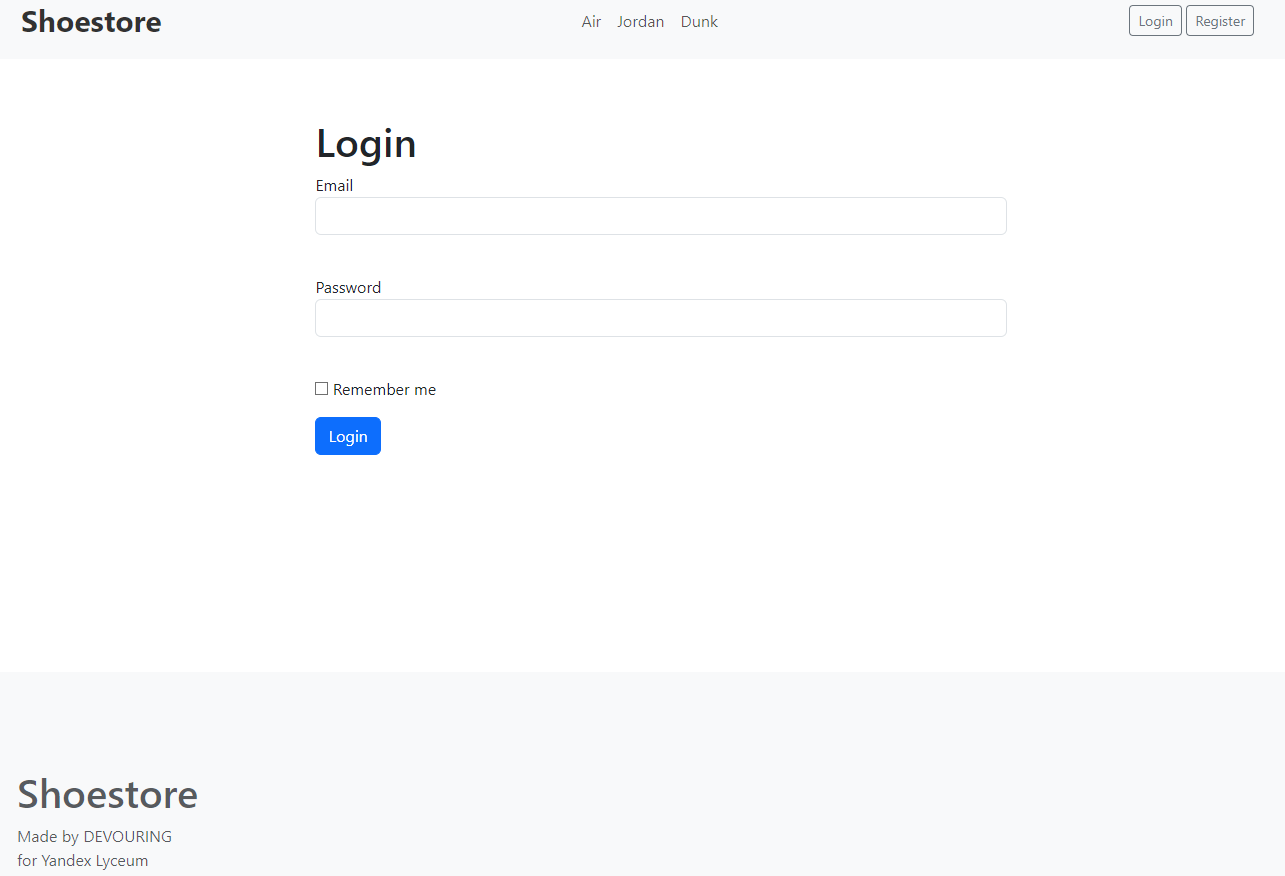 Shoestore
Air Jordan Dunk
Login Register
Login
Email
Password
Remember me
Login
Shoestore
Made by DEVOURING
for Yandex Lyceum